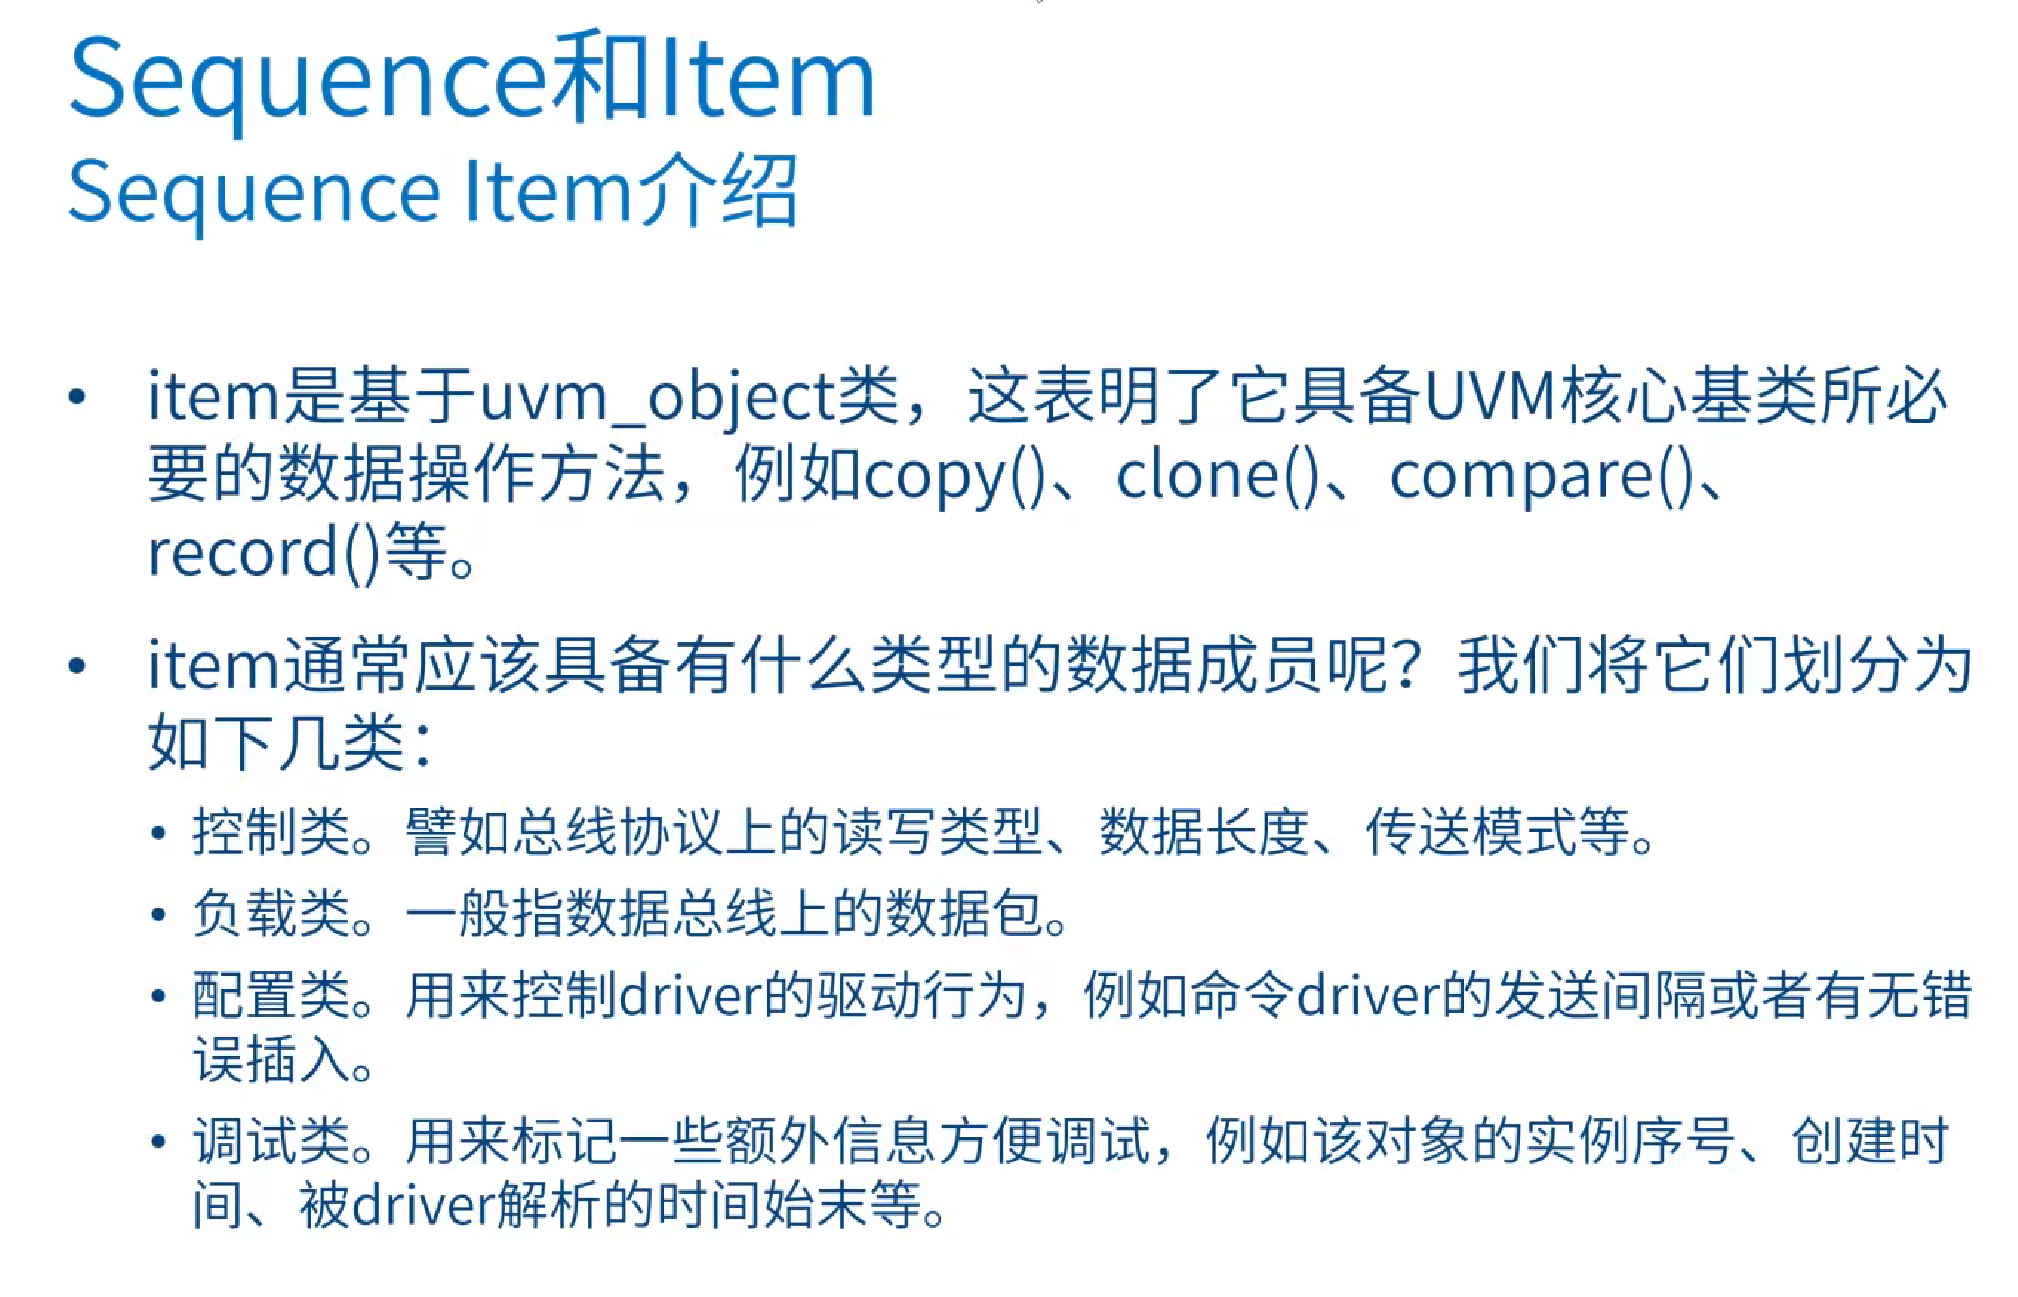 Sequence和Item
Sequence Item介绍
• item是基于uvm_object类，这表明了它具备UVM核心基类所必
要的数据操作方法，例如copy()、clone()、compare()、
record()等。
• item通常应该具备有什么类型的数据成员呢？我们将它们划分为
如下几类：
• 控制类。譬如总线协议上的读写类型、数据长度、传送模式等。
• 负载类。一般指数据总线上的数据包。
• 配置类。用来控制driver的驱动行为，例如命令driver的发送间隔或者有无错
误插入。
• 调试类。用来标记一些额外信息方便调试，例如该对象的实例序号、创建时
间、被driver解析的时间始末等。